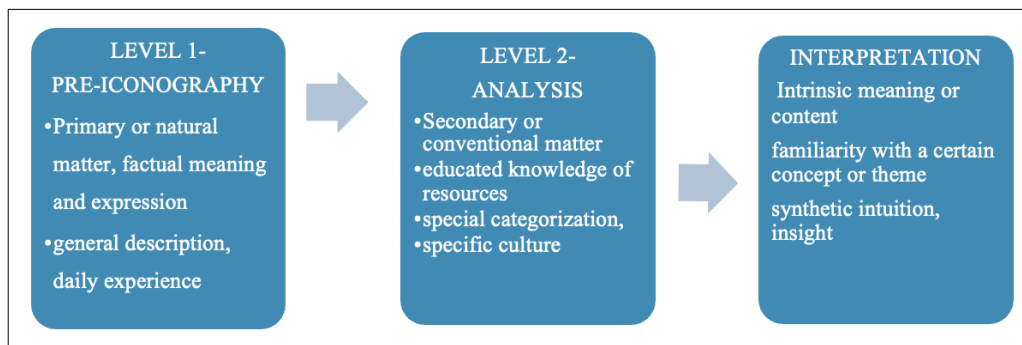 LEVEL 1-
PRE-ICONOGRAPHY
•Primary or natural
matter, factual meaning
and expression
•general description,
daily experience
LEVEL 2-
ANALYSIS
•Secondary or
conventional matter
•educated knowledge of
resources
•special categorization,
•specific culture
INTERPRETATION
Intrinsic meaning or
content
familiarity with a certain
concept or theme
synthetic intuition,
insight